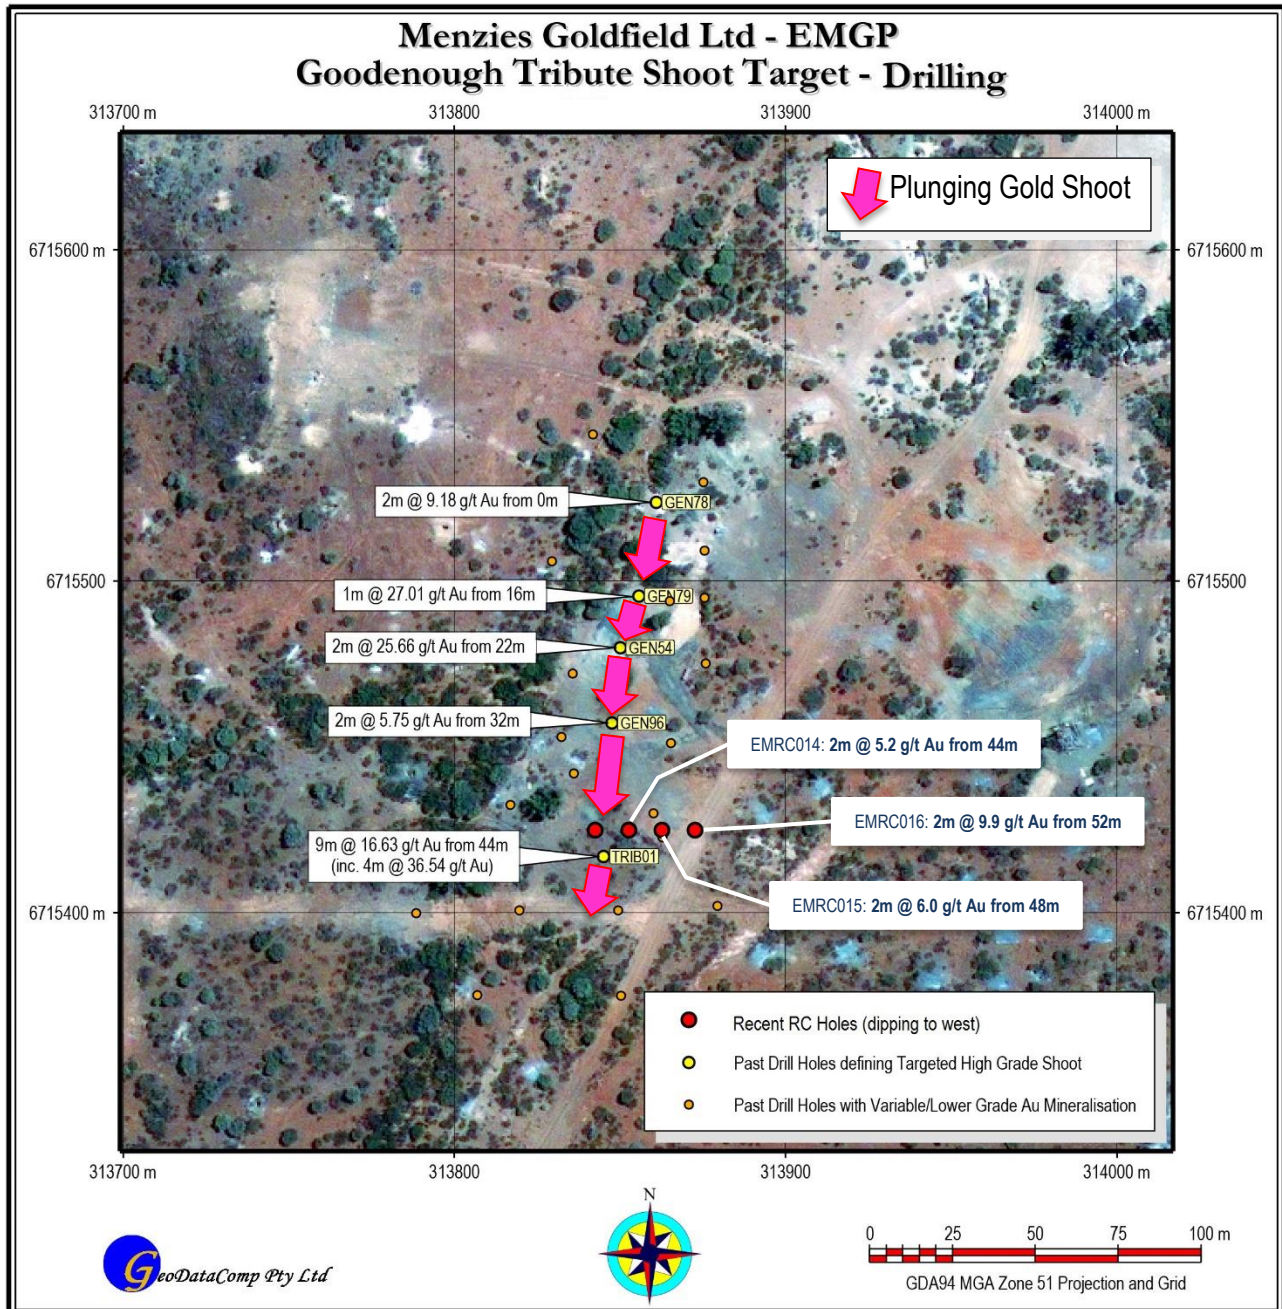 Menzies Goldfield Ltd - EMGP
Goodenough Tribute Shoot Target - Drilling
313700 m
313800
313900
314000 m
Plunging Gold Shoot
6715600 m
6715600 m
2m @ 9.18 g/t Au from 0m
GEN78
6715500
6715500
1m @ 27.01 g/t Au from 16m
GEN79
2m @ 25.66 g/t Au from 22m
GEN54
2m @ 5.75 g/t Au from 32m
GEN96
EMRC014: 2m @ 5.2 g/t Au from 44m
EMRC016: 2m @ 9.9 g/t Au from 52m
9m @ 16.63 g/t Au from 44m
(inc. 4m @ 36.54 g/t Au)
TRIB01
EMRC015: 2m @ 6.0 g/t Au from 48m
6715400 m
6715400 m
Recent RC Holes (dipping to west)
Past Drill Holes defining Targeted High Grade Shoot
Past Drill Holes with Variable/Lower Grade Au Mineralisation
313700 m
313800
313900
314000 m
N
0 25 50 75 100 m
GeoDataComp Pty Ltd
GDA94 MGA Zone 51 Projection and Grid